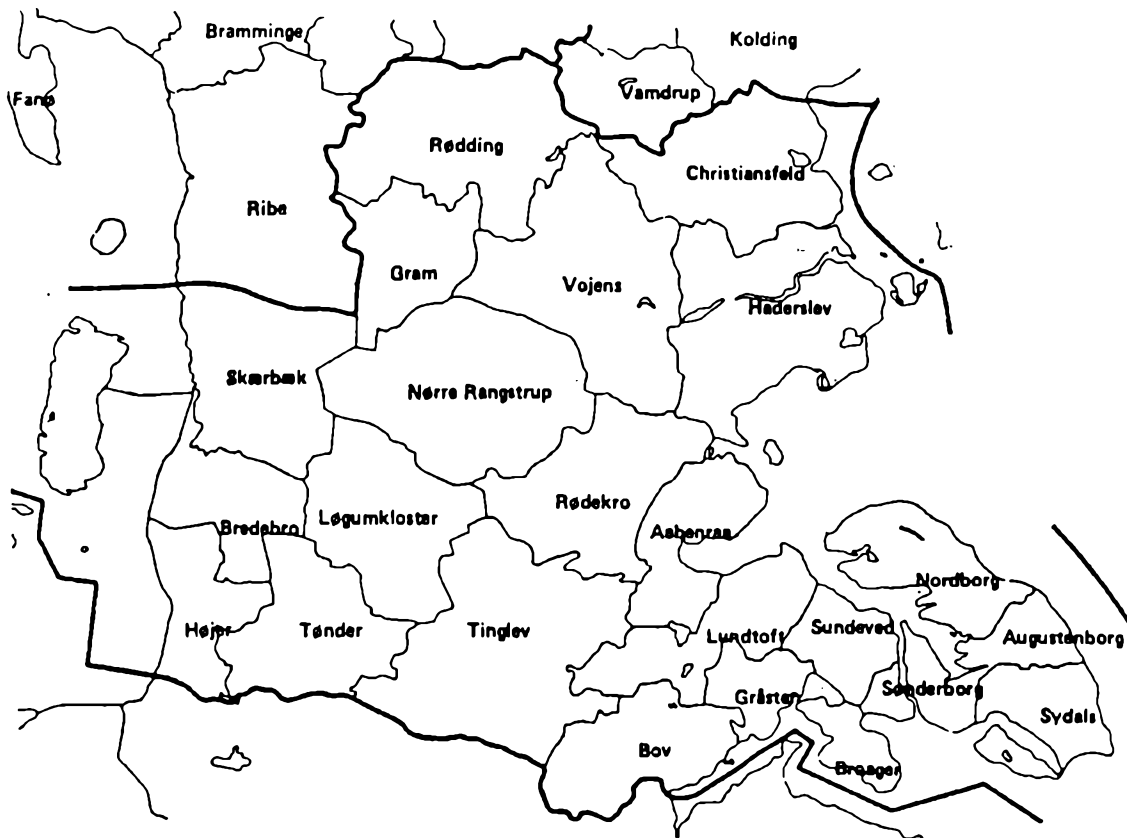 Bramminge
Kolding
Fanø
Vamdrup
Rødding
Christiansfeld
Ribe
Gram
Vojens
Haderslev
Skærbæk
Nørre Rangstrup
Rødekro
Bredebro
Løgumkloster
Aabenraa
Nordborg
Højer
Tønder
Tinglev
Lundtoft
Sundeved
Augustenborg
Gråsten
Sønderborg
Sydals
Bov
Broager